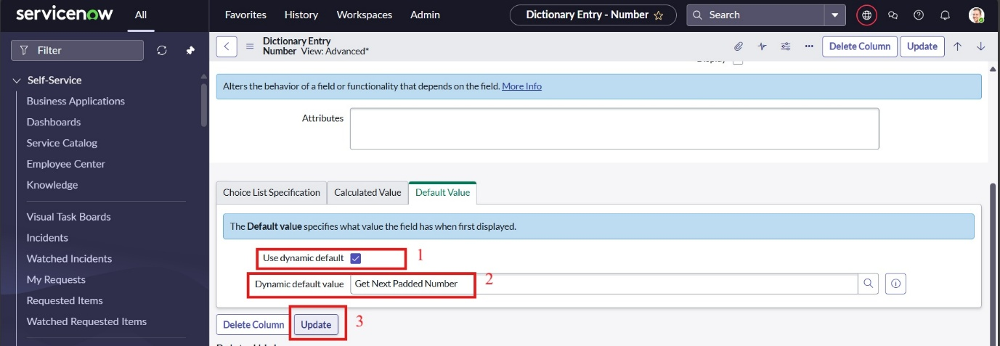 servicenow All Favorites History Workspaces Admin Dictionary Entry - Number Search
Filter
Dictionary Entry
Number View: Advanced*
Delete Column Update
Self-Service
Business Applications
Dashboards
Service Catalog
Employee Center
Knowledge
Visual Task Boards
Incidents
Watched Incidents
My Requests
Requested Items
Watched Requested Items
Alters the behavior of a field or functionality that depends on the field. More Info
Attributes
Choice List Specification Calculated Value Default Value
The Default value specifies what value the field has when first displayed.
Use dynamic default 1
Dynamic default value Get Next Padded Number 2
Delete Column Update 3